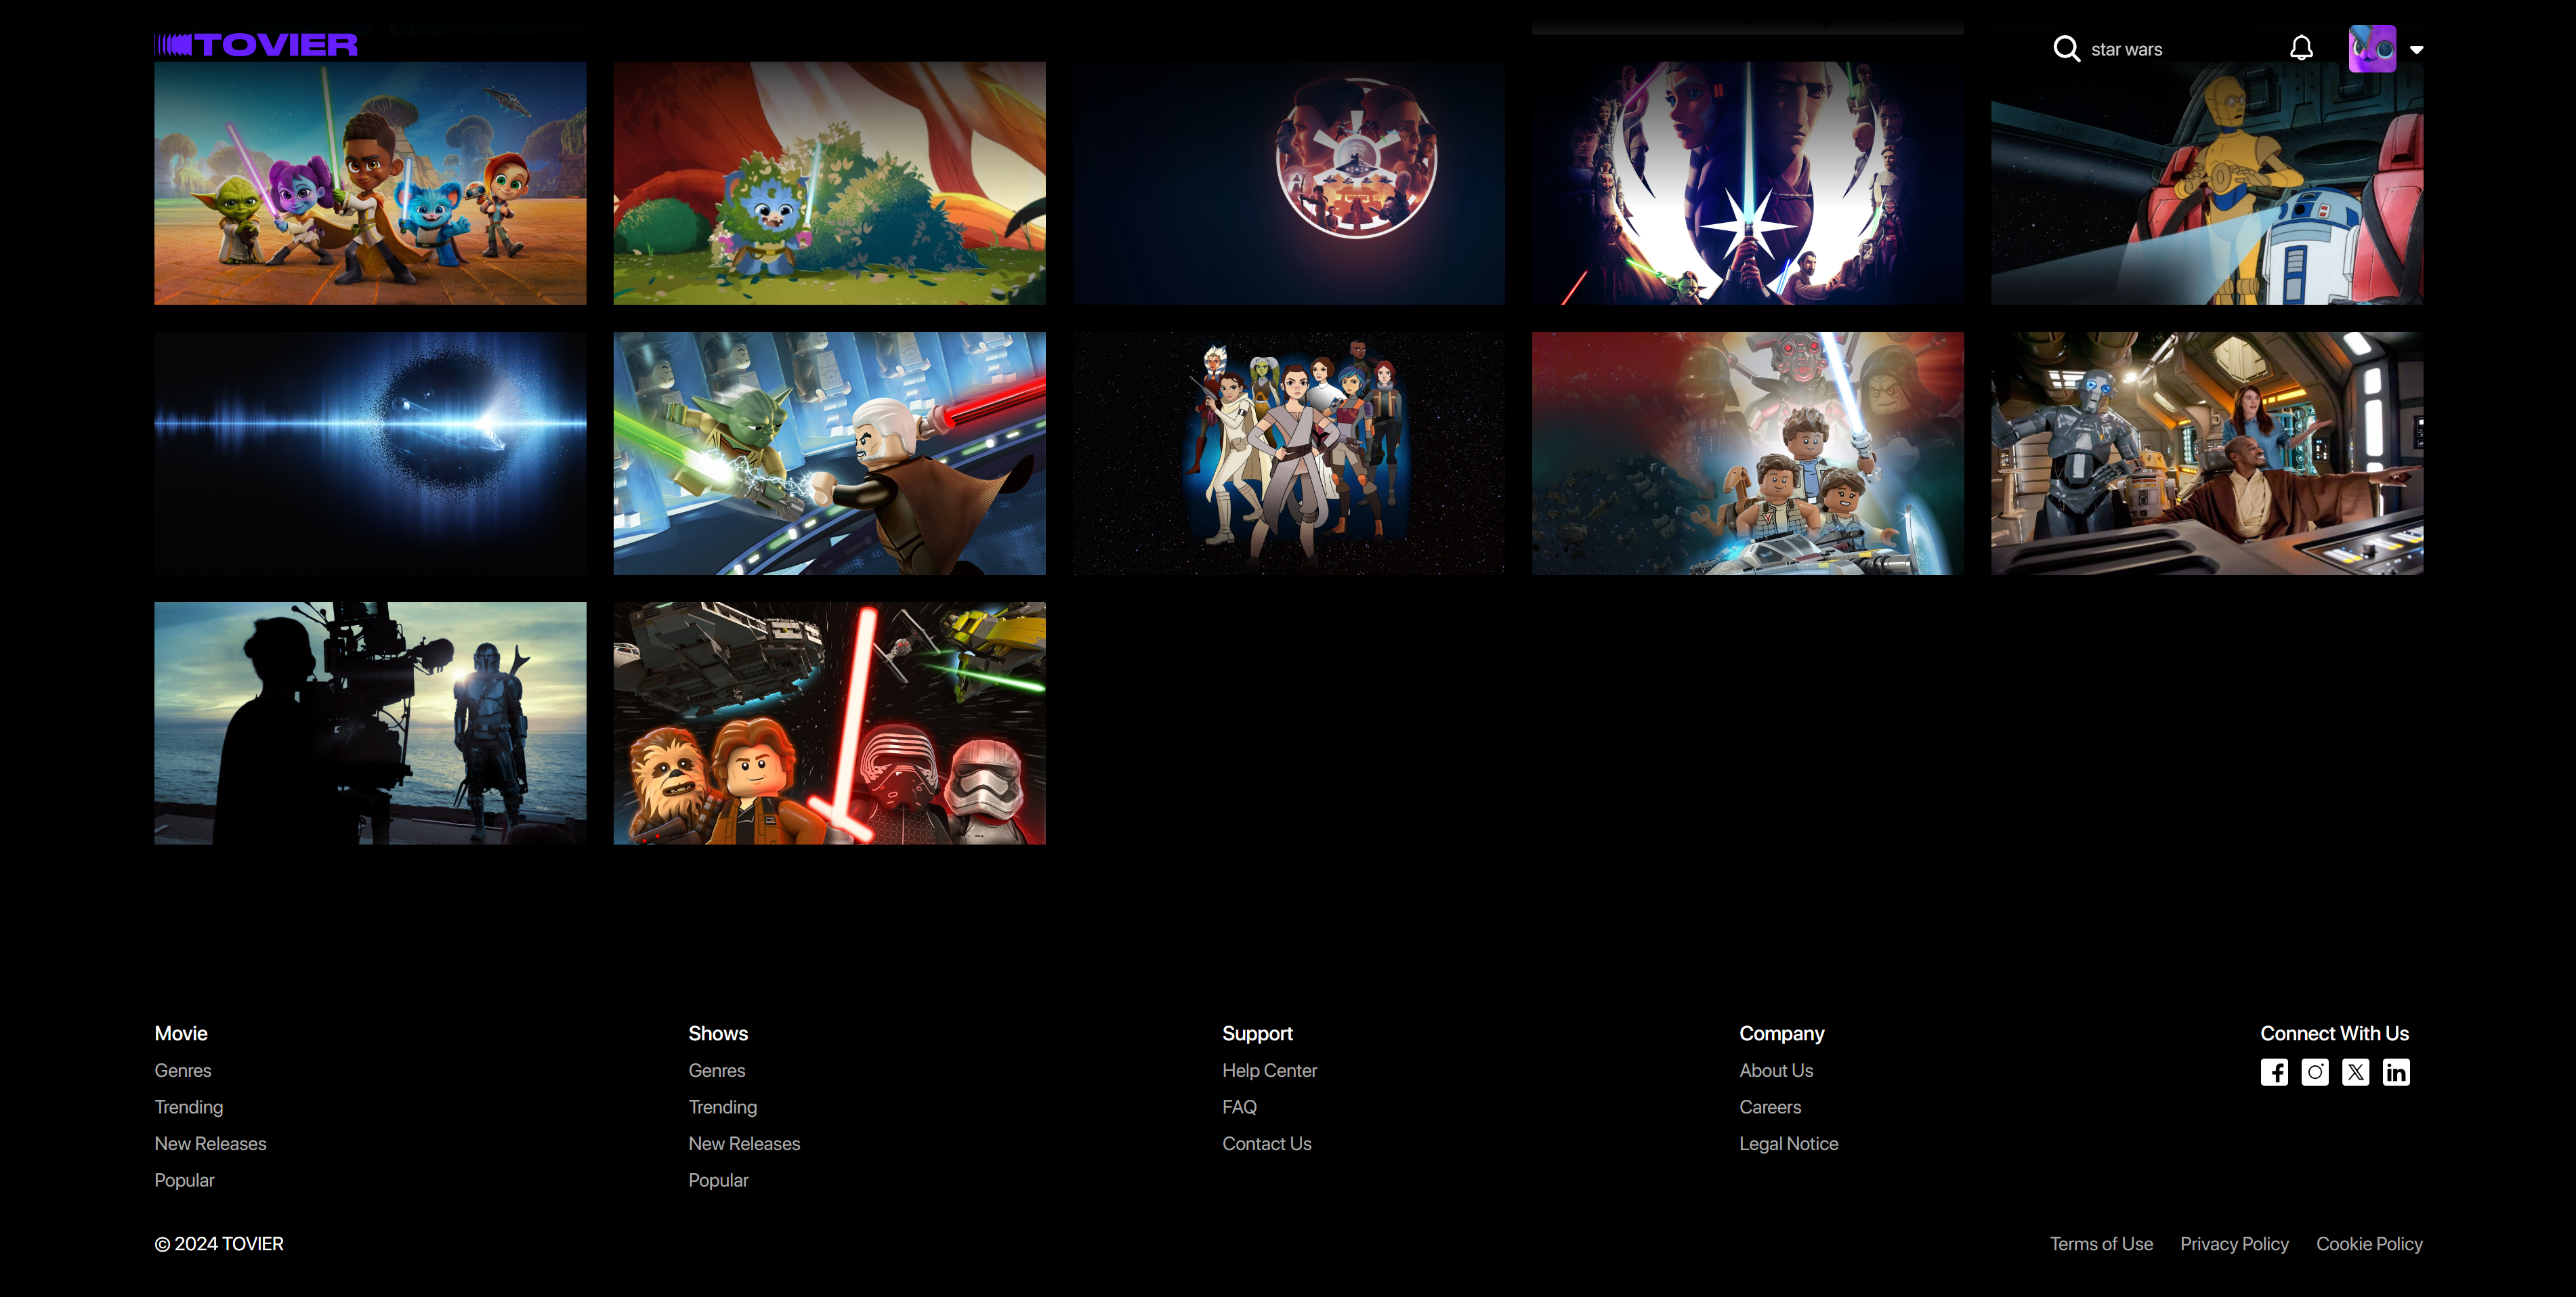 TOVIER
star wars
Movie
Genres
Trending
New Releases
Popular
Shows
Genres
Trending
New Releases
Popular
Support
Help Center
FAQ
Contact Us
Company
About Us
Careers
Legal Notice
Connect With Us
© 2024 TOVIER
Terms of Use
Privacy Policy
Cookie Policy